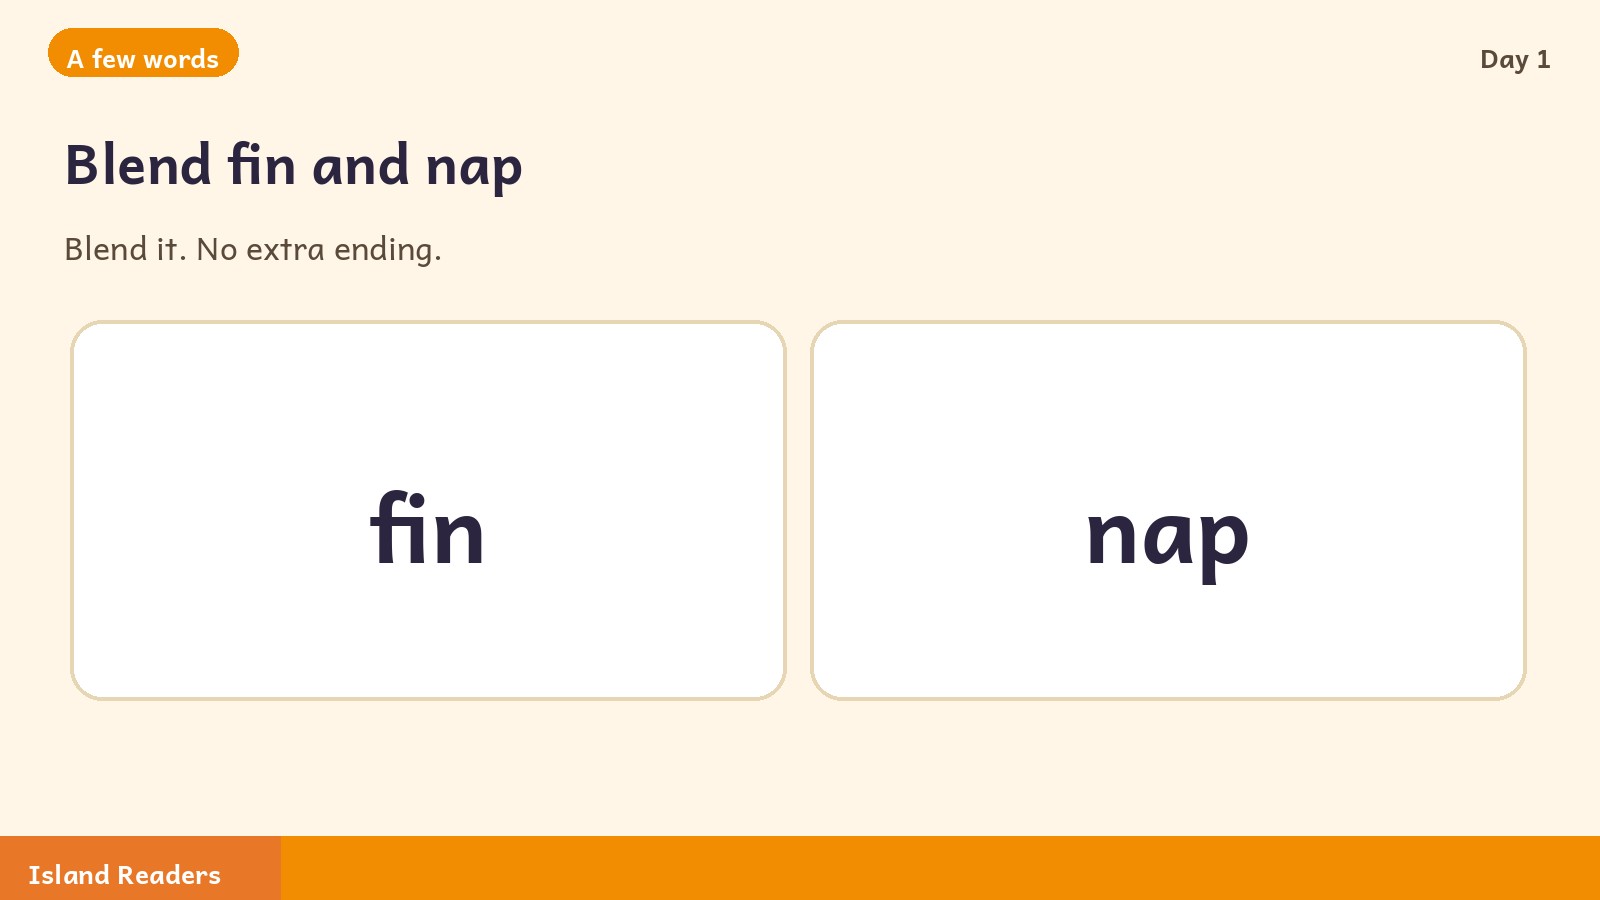 A few words
Day 1
Blend fin and nap
Blend it. No extra ending.
fin
nap
Island Readers